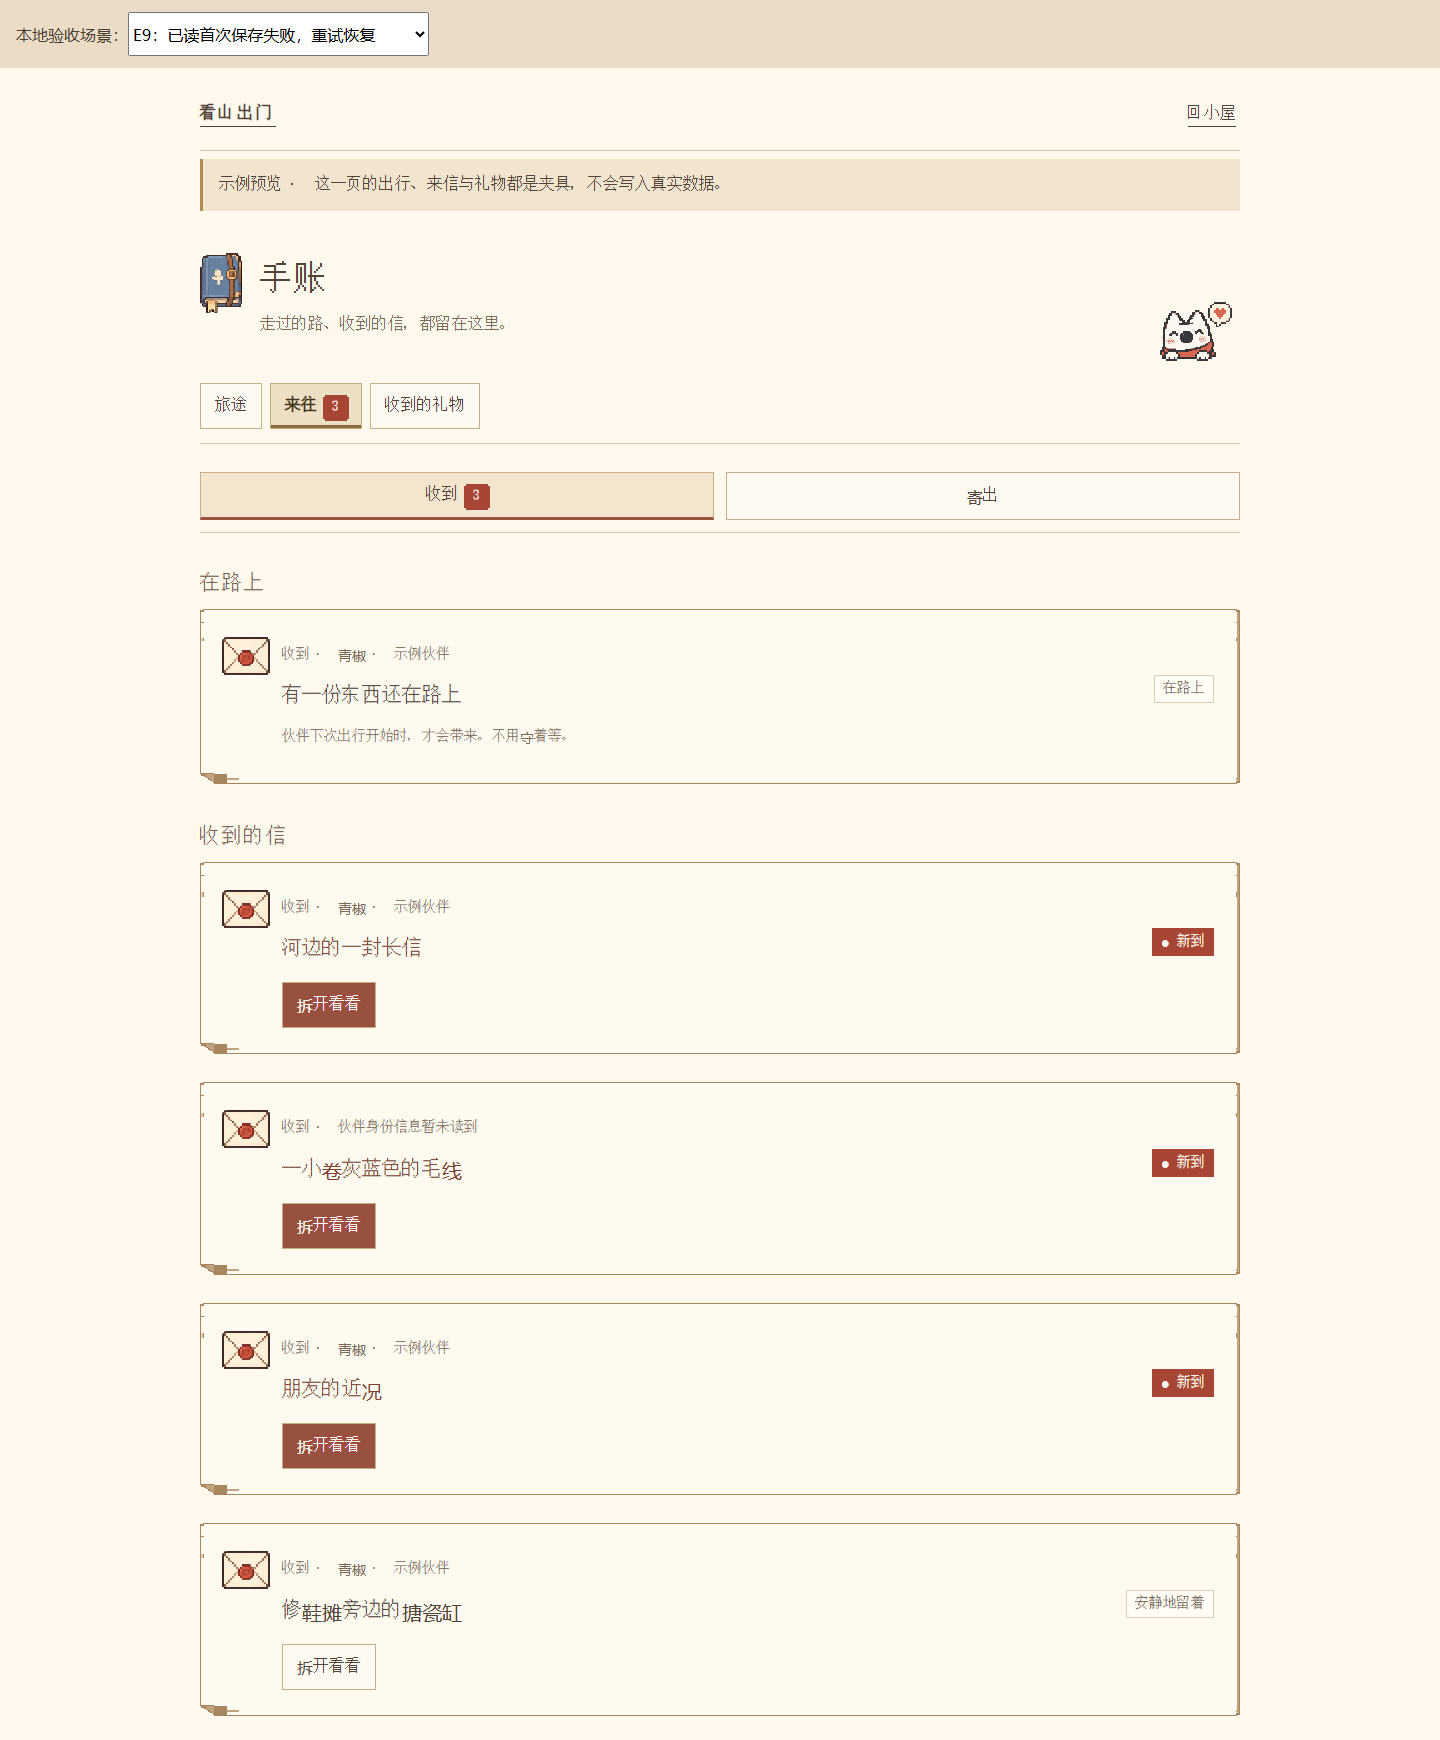 本地验收场景：
E9：已读首次保存失败，重试恢复
看山出门
回小屋
示例预览 · 这一页的出行、来信与礼物都是夹具，不会写入真实数据。
手账
走过的路、收到的信，都留在这里。
旅途
来往 3
收到的礼物
收到 3
寄出
在路上
收到 · 青椒 · 示例伙伴
有一份东西还在路上
在路上
伙伴下次出行开始时，才会带来。不用守着等。
收到的信
收到 · 青椒 · 示例伙伴
河边的一封长信
● 新到
拆开看看
收到 · 伙伴身份信息暂未读到
一小卷灰蓝色的毛线
● 新到
拆开看看
收到 · 青椒 · 示例伙伴
朋友的近况
● 新到
拆开看看
收到 · 青椒 · 示例伙伴
修鞋摊旁边的搪瓷缸
安静地留着
拆开看看